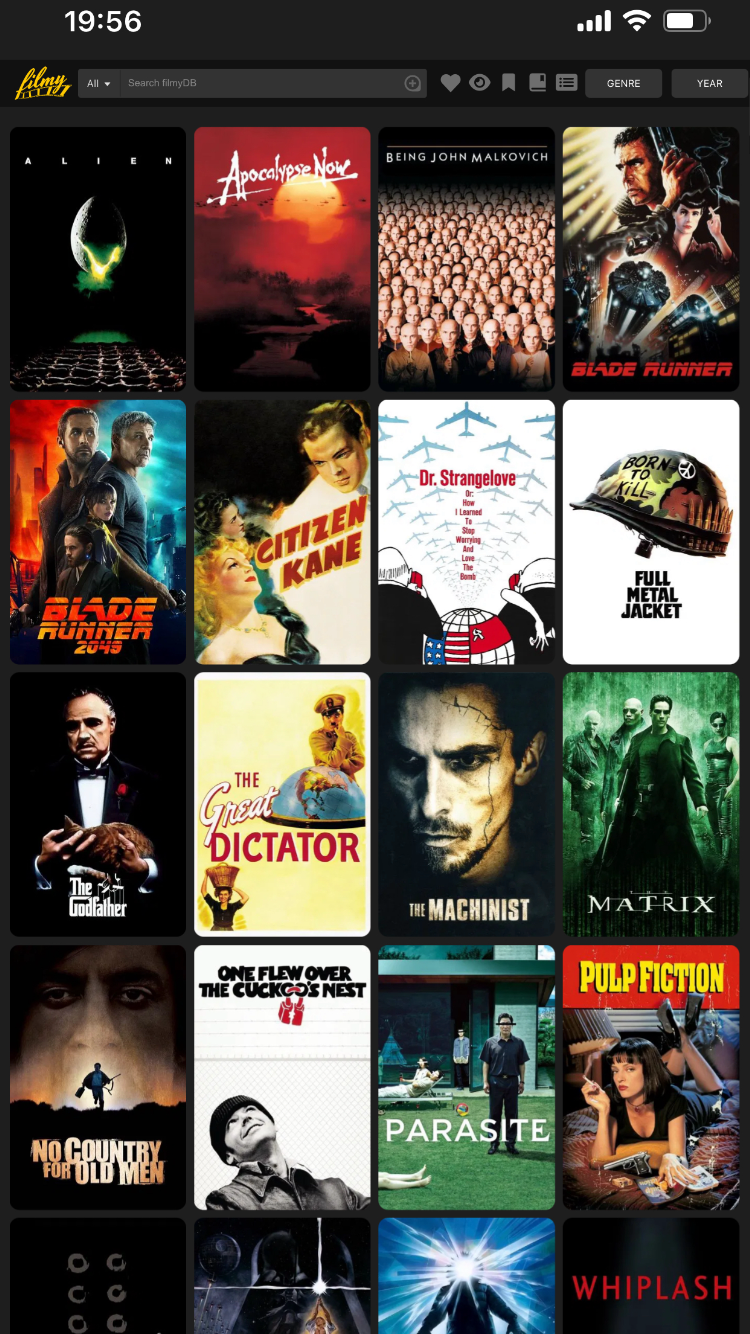 19:56
filmy
All
Search filmyDB
GENRE
YEAR
A L I E N
Apocalypse Now
BEING JOHN MALKOVICH
BLADE RUNNER
BLADE
RUNNER
2049
CITIZEN
KANE
Dr. Strangelove
Or:
How
I Learned
To
Stop
Worrying
And
Love
The
Bomb
BORN
TO
KILL
FULL
METAL
JACKET
The
Godfather
THE
Great
DICTATOR
THE MACHINIST
THE
MATRIX
NO COUNTRY
FOR OLD MEN
ONE FLEW OVER
THE CUCKOO'S NEST
PARASITE
PULP FICTION
WHIPLASH